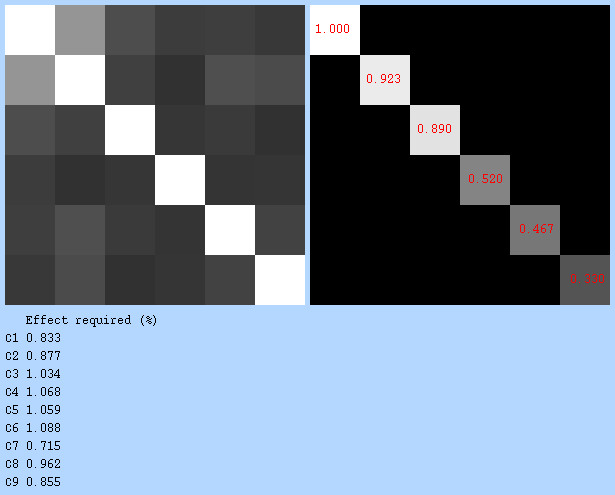 1.000
0.923
0.890
0.520
0.467
Effect required (%)
C1 0.833
C2 0.877
C3 1.034
C4 1.068
C5 1.059
C6 1.088
C7 0.715
C8 0.962
C9 0.855